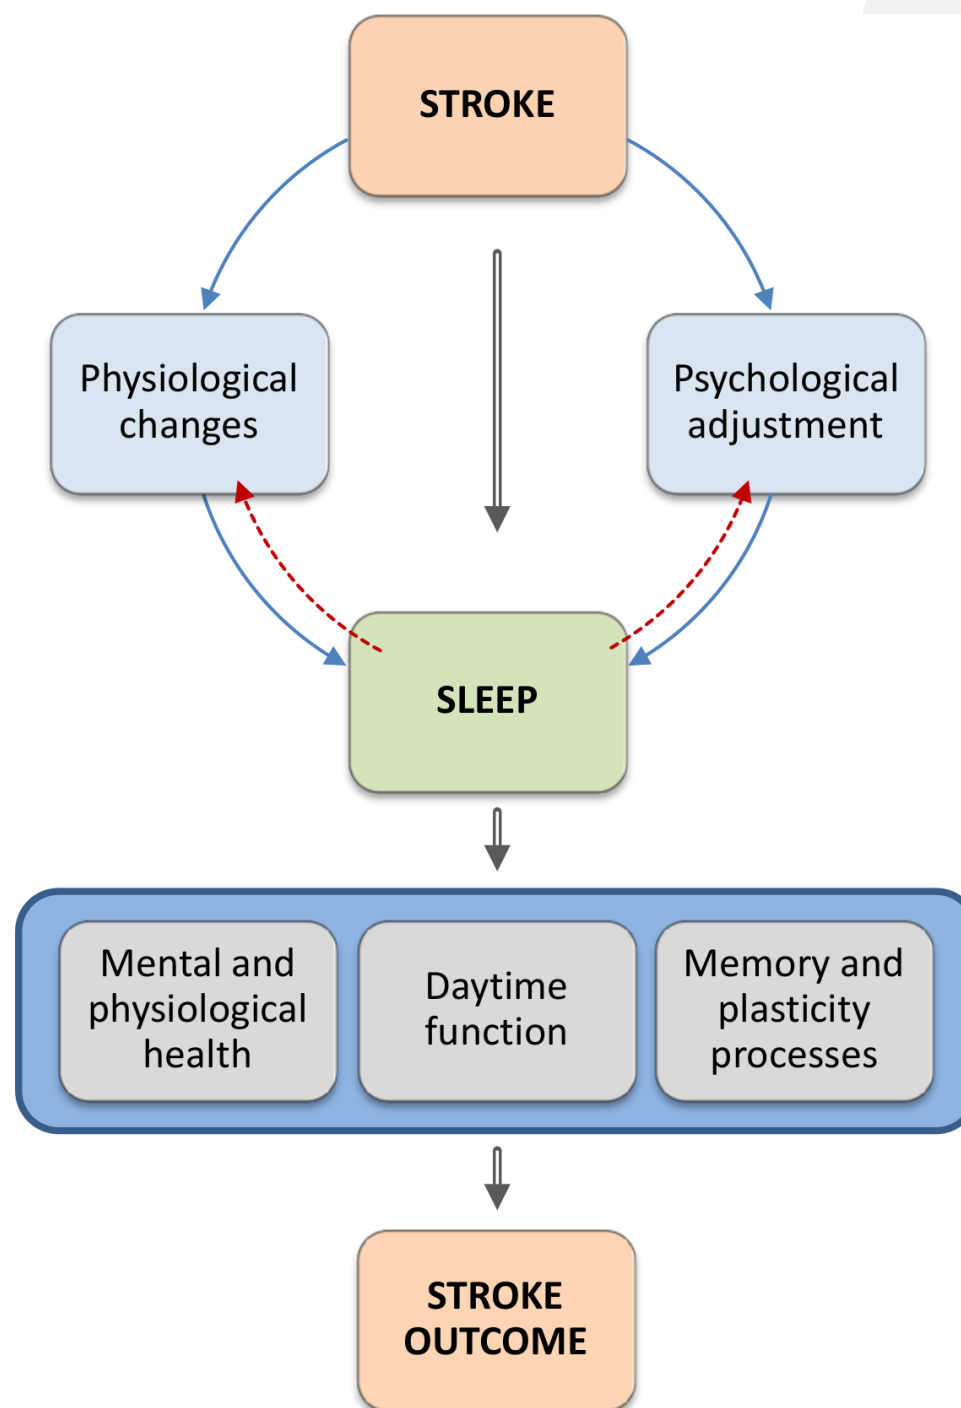 STROKE
Physiological
changes
Psychological
adjustment
SLEEP
Mental and
physiological
health
Daytime
function
Memory and
plasticity
processes
STROKE
OUTCOME